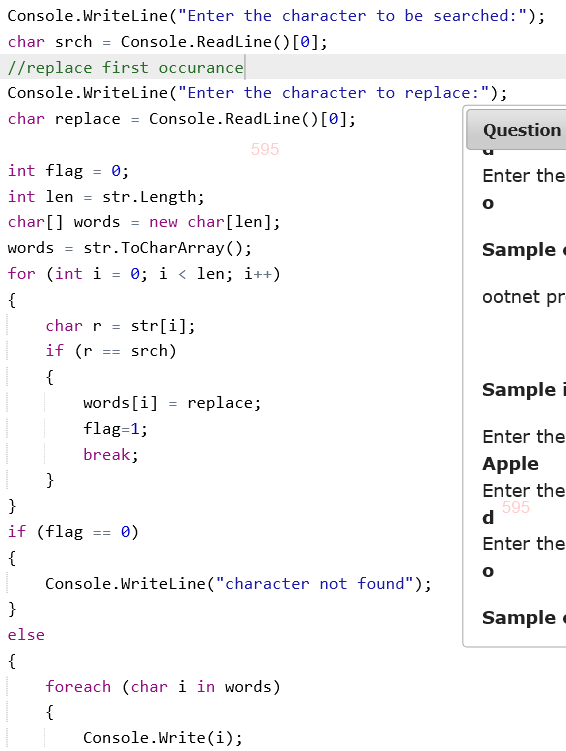 Console.WriteLine("Enter the character to be searched:");
char srch = Console.ReadLine()[0];
//replace first occurance
Console.WriteLine("Enter the character to replace:");
char replace = Console.ReadLine()[0];
595
int flag = 0;
int len = str.Length;
char[] words = new char[len];
words = str.ToCharArray();
for (int i = 0; i < len; i++)
{
char r = str[i];
if (r == srch)
{
words[i] = replace;
flag=1;
break;
}
}
if (flag == 0)
{
Console.WriteLine("character not found");
}
else
{
foreach (char i in words)
{
Console.Write(i);
Question
d
Enter the
o
Sample
ootnet pr
Sample i
Enter the
Apple
Enter the
595
d
Enter the
o
Sample